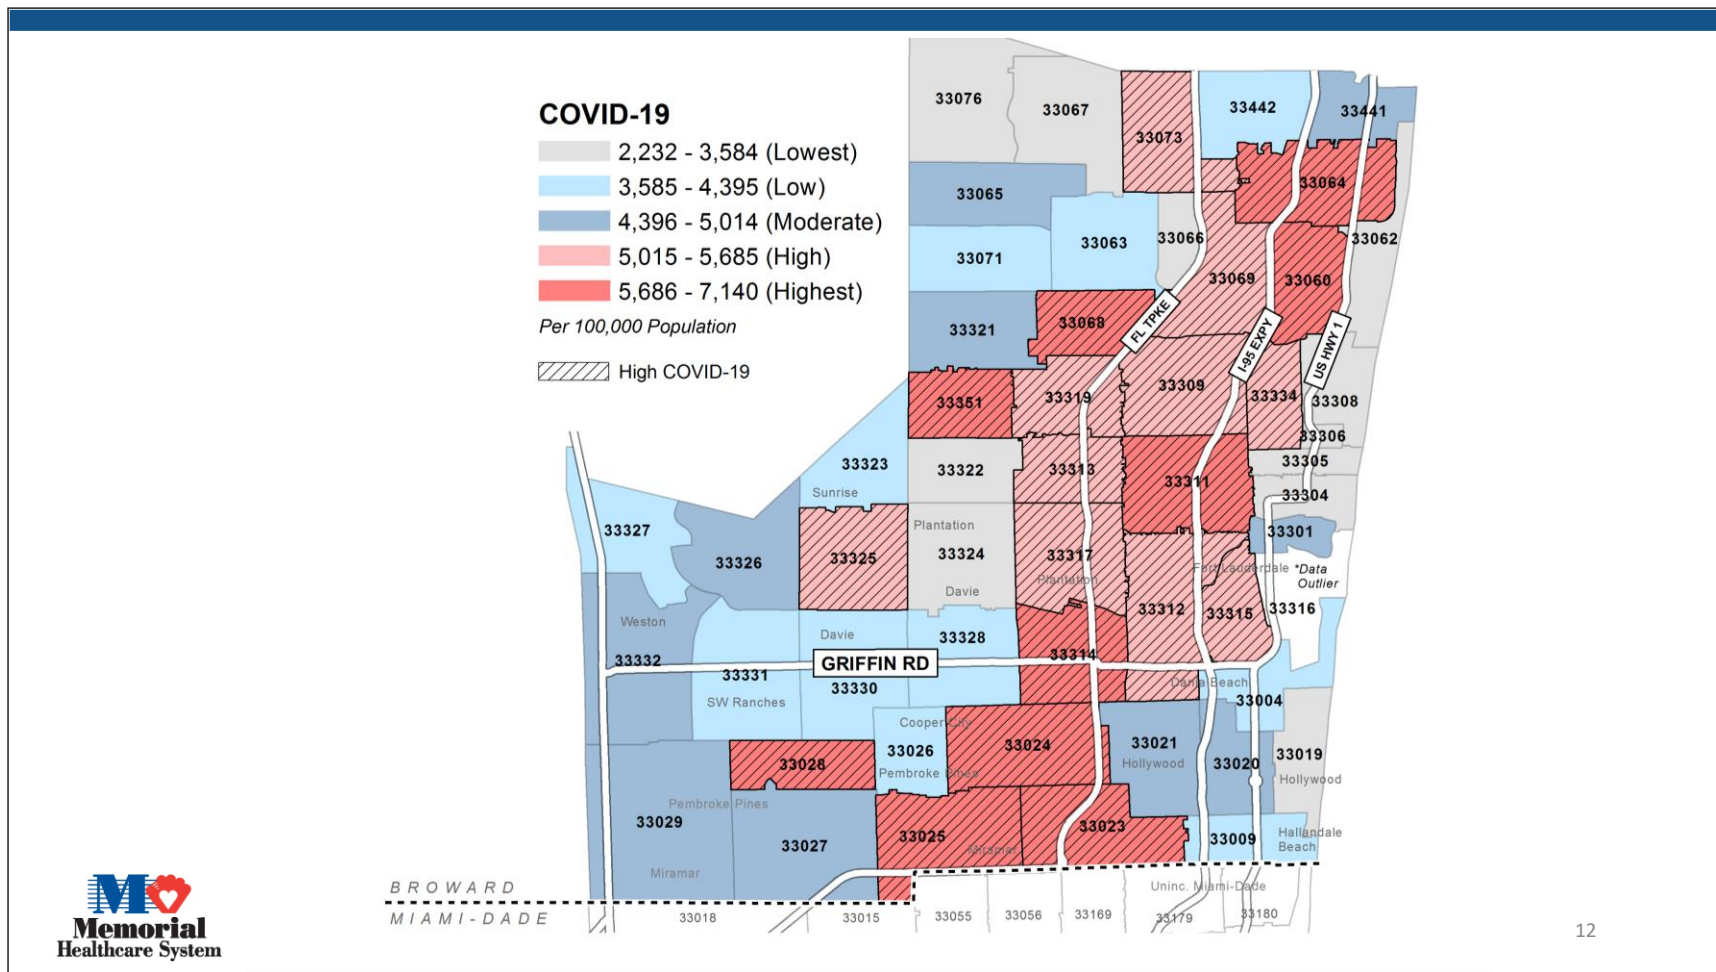 COVID-19
2,232 - 3,584 (Lowest)
3,585 - 4,395 (Low)
4,396 - 5,014 (Moderate)
5,015 - 5,685 (High)
5,686 - 7,140 (Highest)
Per 100,000 Population
High COVID-19
33076
33067
33073
33442
33441
33065
33064
33071
33063
33066
33062
33069
33060
33321
33068
FL TPKE
I-95 EXPY
US HWY 1
33351
33319
33309
33334
33308
33306
33323
33322
33313
33311
33305
33304
Sunrise
Plantation
33327
33326
33325
33324
33317
33301
Davie
Plantation
Fort Lauderdale
*Data
Outlier
33312
33315
33316
Weston
Davie
33328
33332
GRIFFIN RD
33314
33331
33330
SW Ranches
Dania Beach
33004
Cooper City
33026
33024
33021
33020
33019
33028
Pembroke Pines
Hollywood
Hollywood
Pembroke Pines
33029
33027
33025
33023
33009
Hallandale
Beach
Miramar
Miramar
BROWARD
MIAMI-DADE
Uninc. Miami-Dade
33018
33015
33055
33056
33169
33179
33180
Memorial
Healthcare System
12